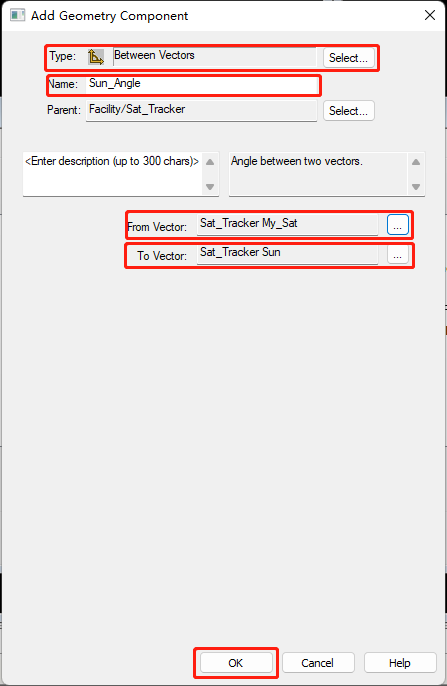 Add Geometry Component
Type: Between Vectors Select...
Name: Sun_Angle
Parent: Facility/Sat_Tracker Select...
<Enter description (up to 300 chars)> Angle between two vectors.
From Vector: Sat_Tracker My_Sat ...
To Vector: Sat_Tracker Sun ...
OK Cancel Help